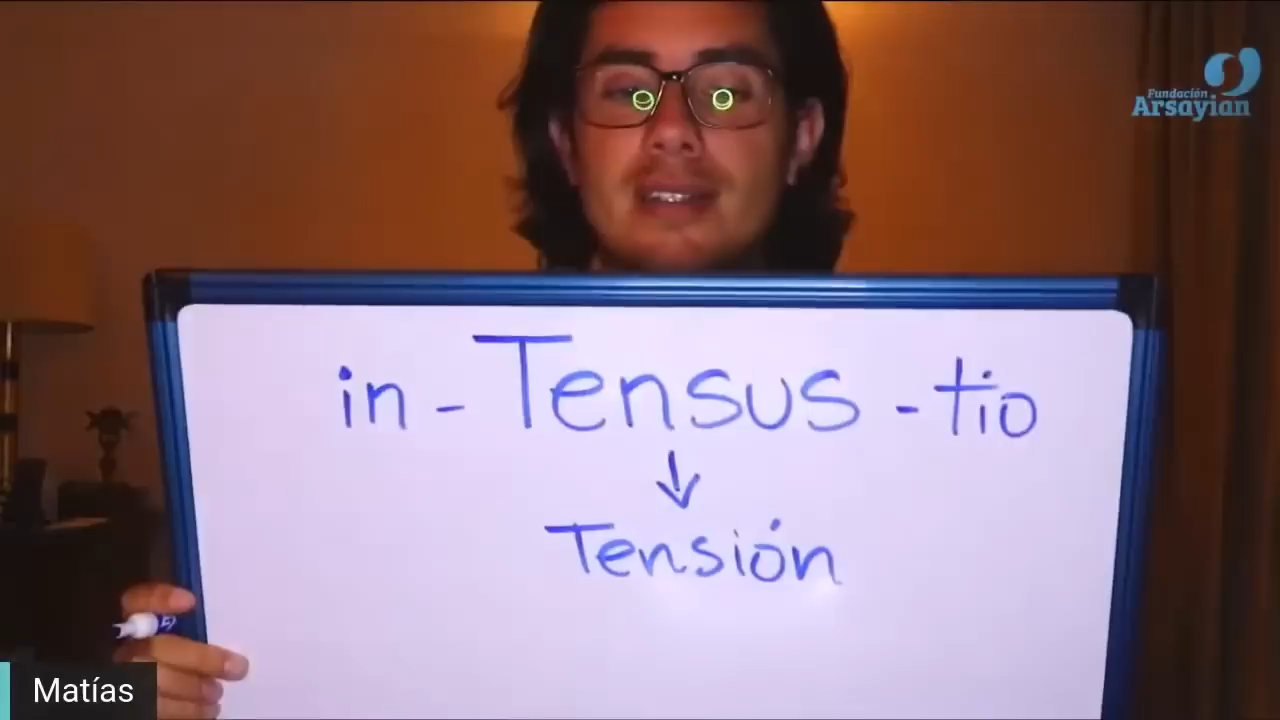 Fundación
Arsayian
in - Tensus - tio
↓
Tensión
Matías